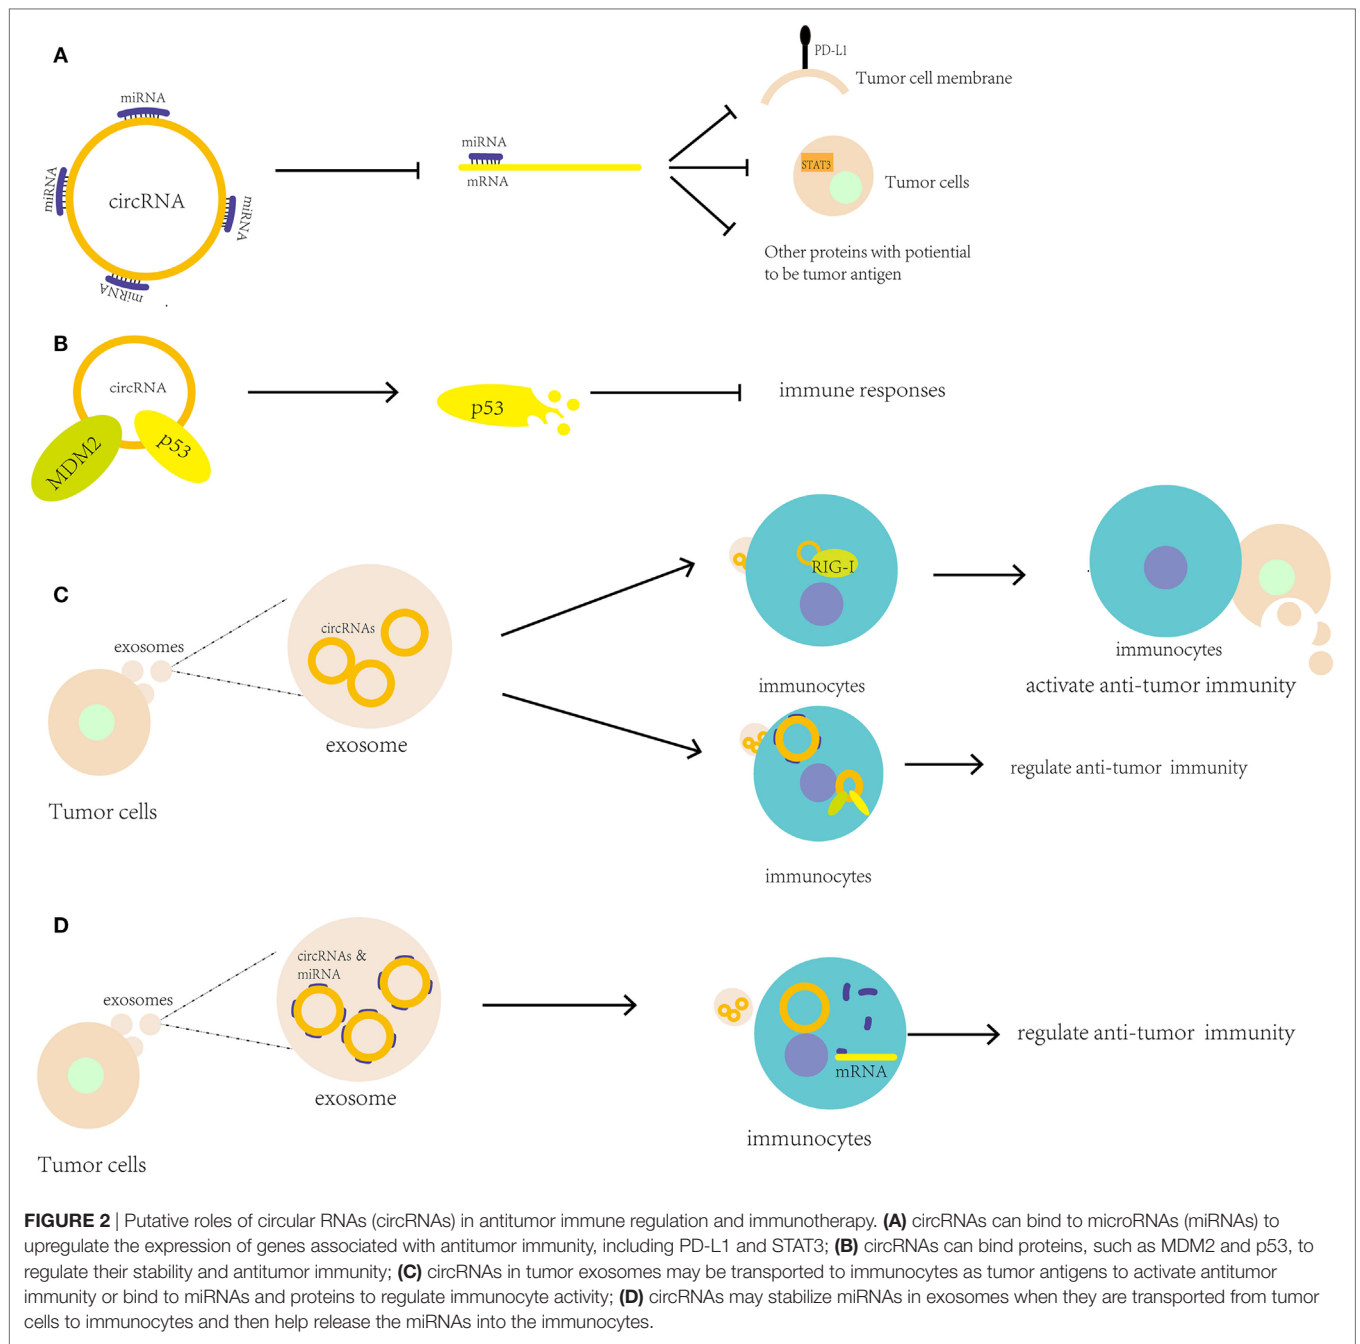 A
PD-L1
Tumor cell membrane
miRNA
miRNA
miRNA
circRNA
mRNA
STAT3
Tumor cells
miRNA
miRNA
Other proteins with potiential
to be tumor antigen
B
circRNA
MDM2
p53
p53
immune responses
C
exosomes
circRNAs
exosome
Tumor cells
RIG-I
immunocytes
immunocytes
activate anti-tumor immunity
regulate anti-tumor immunity
immunocytes
D
exosomes
circRNAs &
miRNA
exosome
Tumor cells
mRNA
immunocytes
regulate anti-tumor immunity
FIGURE 2 | Putative roles of circular RNAs (circRNAs) in antitumor immune regulation and immunotherapy. (A) circRNAs can bind to microRNAs (miRNAs) to
upregulate the expression of genes associated with antitumor immunity, including PD-L1 and STAT3; (B) circRNAs can bind proteins, such as MDM2 and p53, to
regulate their stability and antitumor immunity; (C) circRNAs in tumor exosomes may be transported to immunocytes as tumor antigens to activate antitumor
immunity or bind to miRNAs and proteins to regulate immunocyte activity; (D) circRNAs may stabilize miRNAs in exosomes when they are transported from tumor
cells to immunocytes and then help release the miRNAs into the immunocytes.